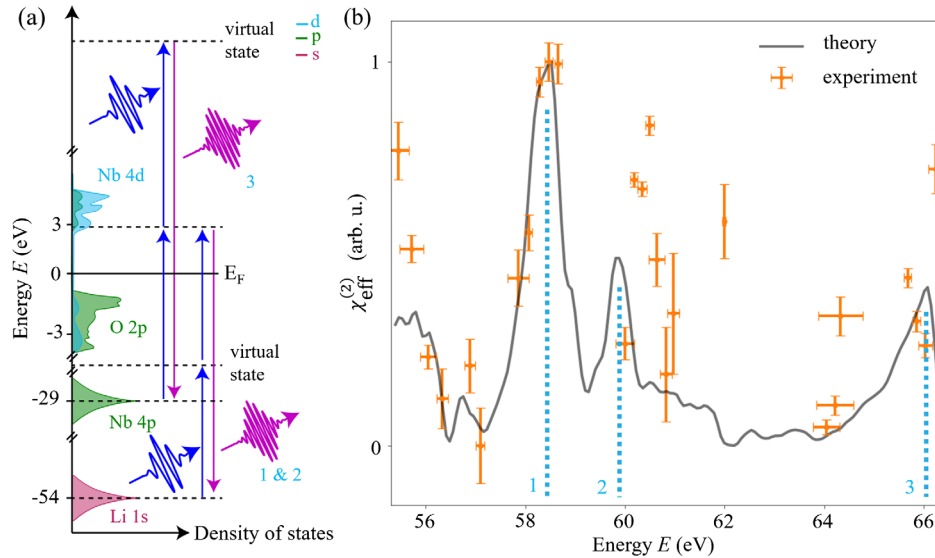 (a)
virtual
state
d
p
s
3
Nb 4d
3
0
E_F
-3
O 2p
virtual
state
-29
Nb 4p
1 & 2
-54
Li 1s
Energy E (eV)
Density of states
(b)
theory
experiment
1
0
χ_eff^(2) (arb. u.)
1
2
3
56
58
60
62
64
66
Energy E (eV)